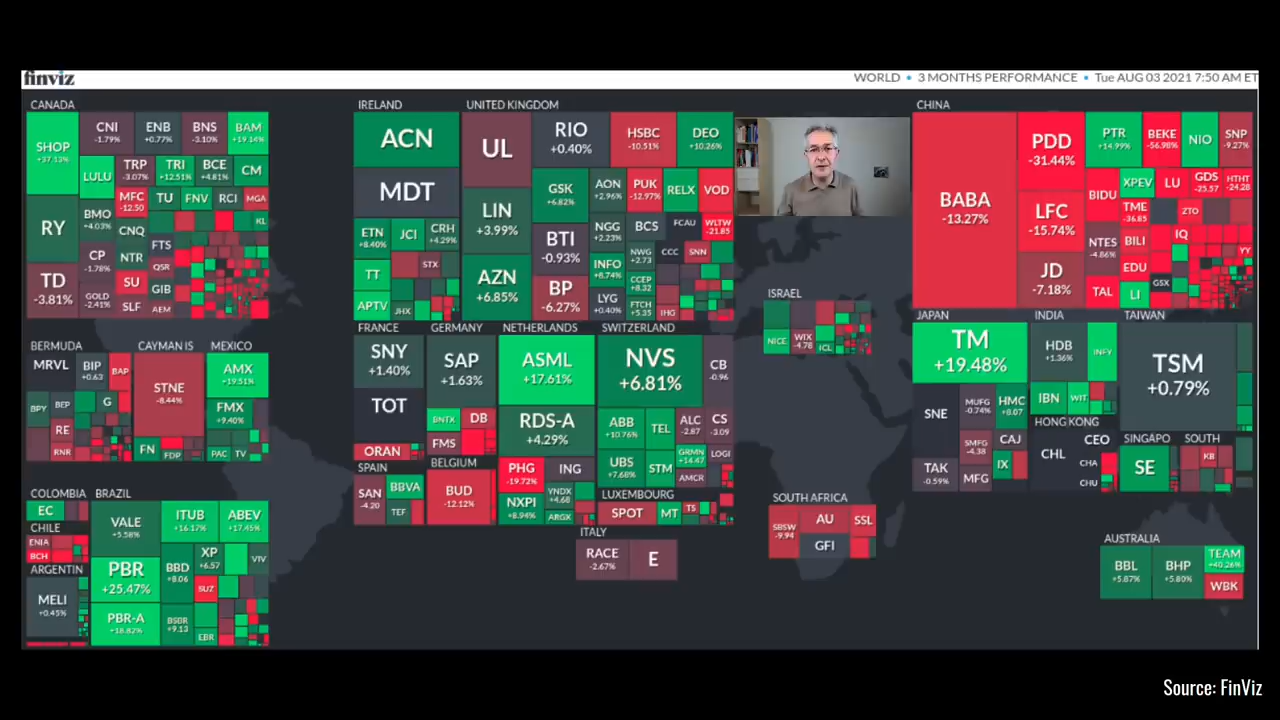 finviz
WORLD • 3 MONTHS PERFORMANCE • Tue AUG 03 2021 7:50 AM ET
CANADA
SHOP
+37.13%
CNI
-1.79%
ENB
+0.77%
BNS
-3.10%
BAM
+19.14%
LULU
TRP
-3.07%
TRI
+12.51%
BCE
+4.81%
CM
RY
MFC
-12.50
TU
FNV
RCI
MGA
BMO
+4.03%
CNQ
KL
FTS
CP
-1.78%
NTR
QSR
TD
-3.81%
SU
GIB
GOLD
-2.41%
SLF
AEM
IRELAND
ACN
MDT
ETN
+8.40%
JCI
CRH
+4.29%
TT
STX
APTV
JHX
UNITED KINGDOM
UL
RIO
+0.40%
HSBC
-10.51%
DEO
+10.26%
LIN
+3.99%
GSK
+6.82%
AON
+2.96%
PUK
-12.97%
RELX
VOD
BTI
-0.93%
NGG
+2.23%
BCS
FCAU
WLTW
-21.85
AZN
+6.85%
BP
-6.27%
INFO
+8.74%
NWG
+2.73
CCC
SNN
CCEP
+8.32
LYG
+0.40%
FTCH
+5.35
IHG
CHINA
BABA
-13.27%
PDD
-31.44%
PTR
+14.99%
BEKE
-56.98%
NIO
SNP
-9.27%
LFC
-15.74%
BIDU
XPEV
LU
GDS
-25.57
HTHT
-24.28
TME
-36.85
ZTO
JD
-7.18%
NTES
-4.86%
BILI
IQ
YY
EDU
TAL
LI
GSX
ISRAEL
NICE
WIX
-4.78
ICL
BERMUDA
MRVL
BIP
+0.63
BAP
BPY
BEP
G
RE
RNR
CAYMAN IS
STNE
-8.44%
FN
FDP
MEXICO
AMX
+19.51%
FMX
+9.40%
PAC
TV
FRANCE
SNY
+1.40%
TOT
ORAN
GERMANY
SAP
+1.63%
BNTX
DB
FMS
NETHERLANDS
ASML
+17.61%
RDS-A
+4.29%
PHG
-19.72%
ING
NXPI
+8.94%
YNDX
+4.68
ARGX
SWITZERLAND
NVS
+6.81%
CB
-0.96
ABB
+10.76%
TEL
ALC
-2.87
CS
-3.09
UBS
+7.68%
STM
GRMN
+14.47
LOGI
AMCR
SPAIN
SAN
-4.20
BBVA
TEF
BELGIUM
BUD
-12.12%
LUXEMBOURG
SPOT
MT
TS
ITALY
RACE
-2.67%
E
JAPAN
TM
+19.48%
SNE
MUFG
-0.74%
HMC
+8.07
SMFG
-4.38
CAJ
TAK
-0.59%
IX
MFG
INDIA
HDB
+1.36%
INFY
IBN
WIT
HONG KONG
CHL
CEO
CHA
CHU
TAIWAN
TSM
+0.79%
SINGAPO
SE
SOUTH
KB
COLOMBIA
EC
CHILE
ENIA
BCH
ARGENTIN
MELI
+0.45%
BRAZIL
VALE
+5.58%
ITUB
+16.17%
ABEV
+17.45%
PBR
+25.47%
BBD
+8.06
XP
+6.57
VIV
SUZ
PBR-A
+18.82%
BSBR
+9.13
EBR
SOUTH AFRICA
SBSW
-9.94
AU
SSL
GFI
AUSTRALIA
BBL
+5.87%
BHP
+5.80%
TEAM
+40.26%
WBK
Source: FinViz